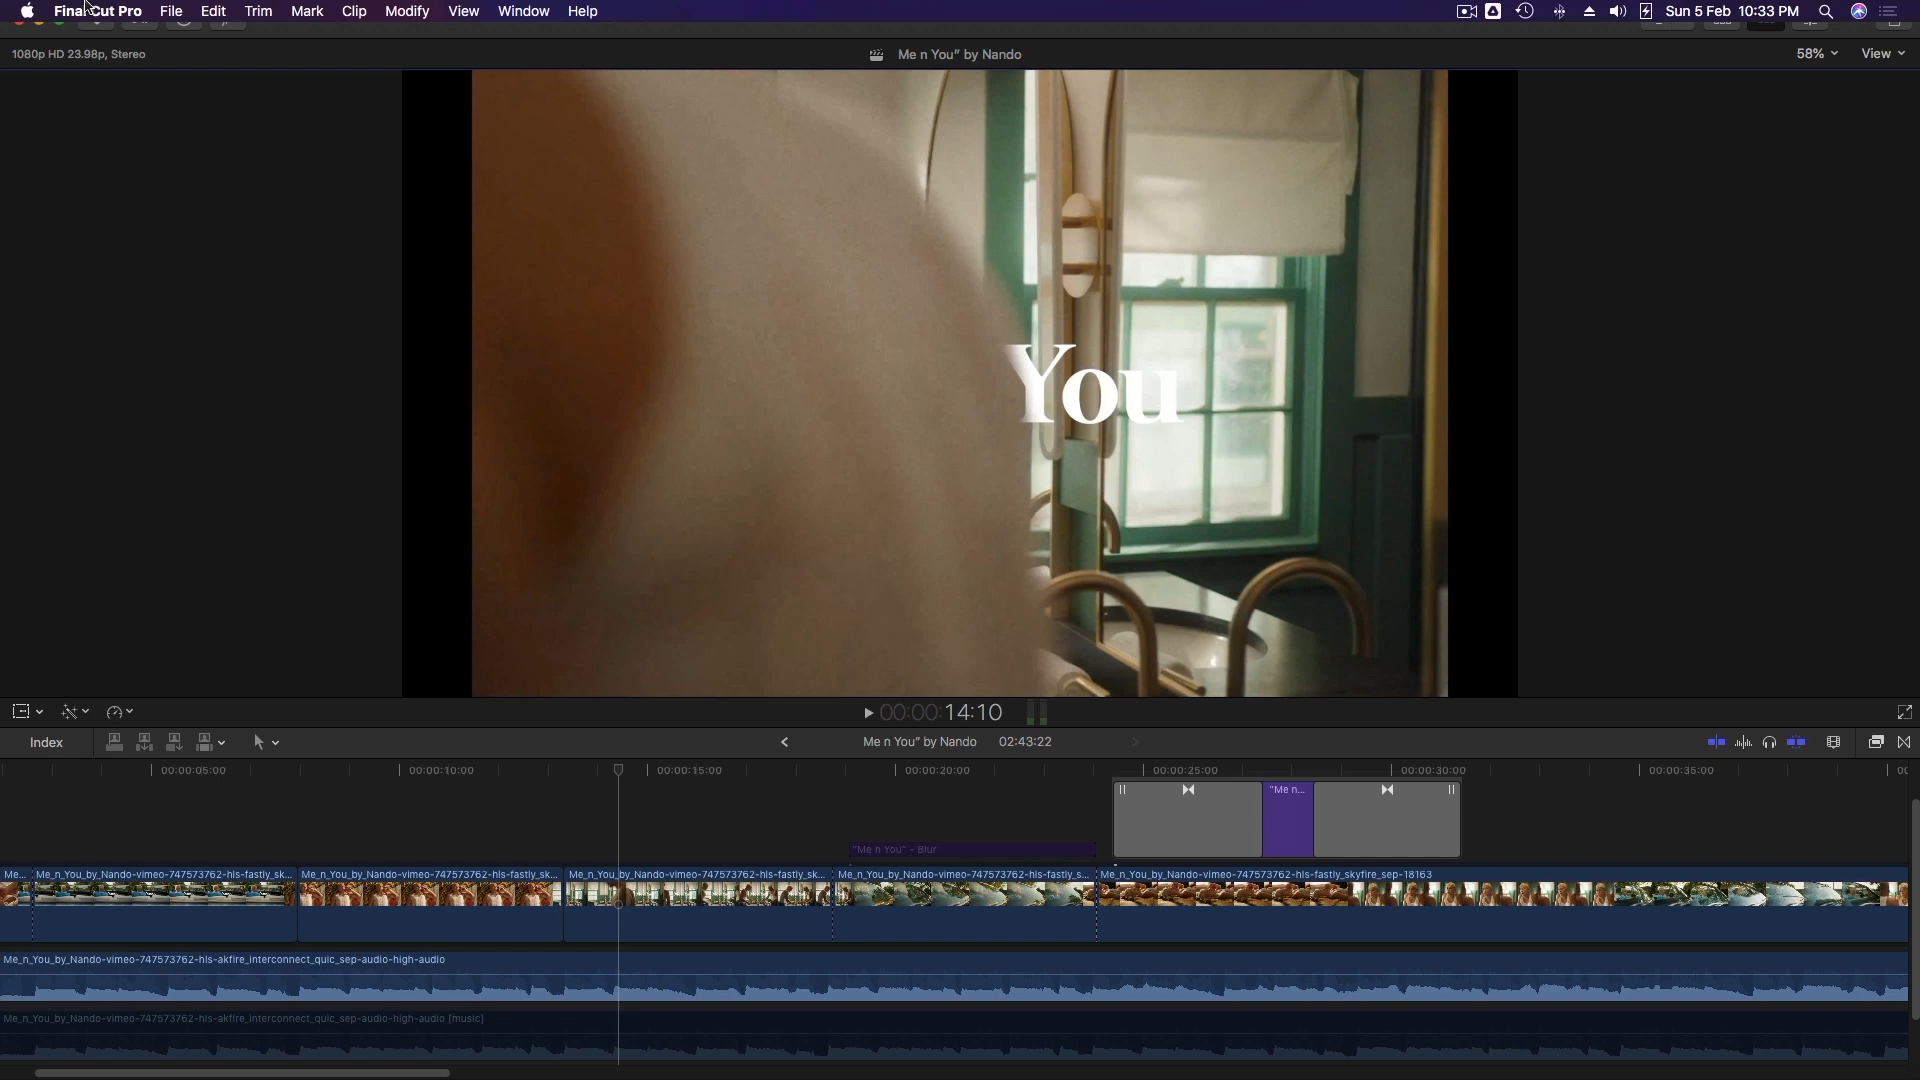 Final Cut Pro File Edit Trim Mark Clip Modify View Window Help Sun 5 Feb 10:33 PM
1080p HD 23.98p, Stereo Me n You” by Nando 58% View
You
00:00:14:10
Index Me n You” by Nando 02:43:22
00:00:05:00 00:00:10:00 00:00:15:00 00:00:20:00 00:00:25:00 00:00:30:00 00:00:35:00
"Me n...
"Me n You" - Blur
Me... Me_n_You_by_Nando-vimeo-747573762-hls-fastly_sk... Me_n_You_by_Nando-vimeo-747573762-hls-fastly_sk... Me_n_You_by_Nando-vimeo-747573762-hls-fastly_sk... Me_n_You_by_Nando-vimeo-747573762-hls-fastly_s... Me_n_You_by_Nando-vimeo-747573762-hls-fastly_skyfire_sep-18163
Me_n_You_by_Nando-vimeo-747573762-hls-akfire_interconnect_quic_sep-audio-high-audio
Me_n_You_by_Nando-vimeo-747573762-hls-akfire_interconnect_quic_sep-audio-high-audio [music]